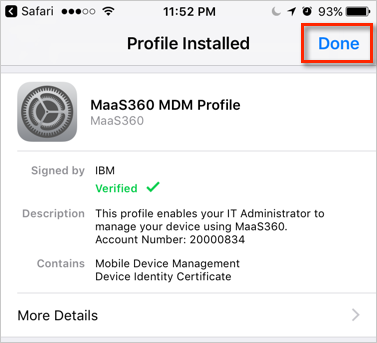 Safari 11:52 PM 93%
Profile Installed Done
MaaS360 MDM Profile
MaaS360
Signed by IBM
Verified
Description This profile enables your IT Administrator to
manage your device using MaaS360.
Account Number: 20000834
Contains Mobile Device Management
Device Identity Certificate
More Details